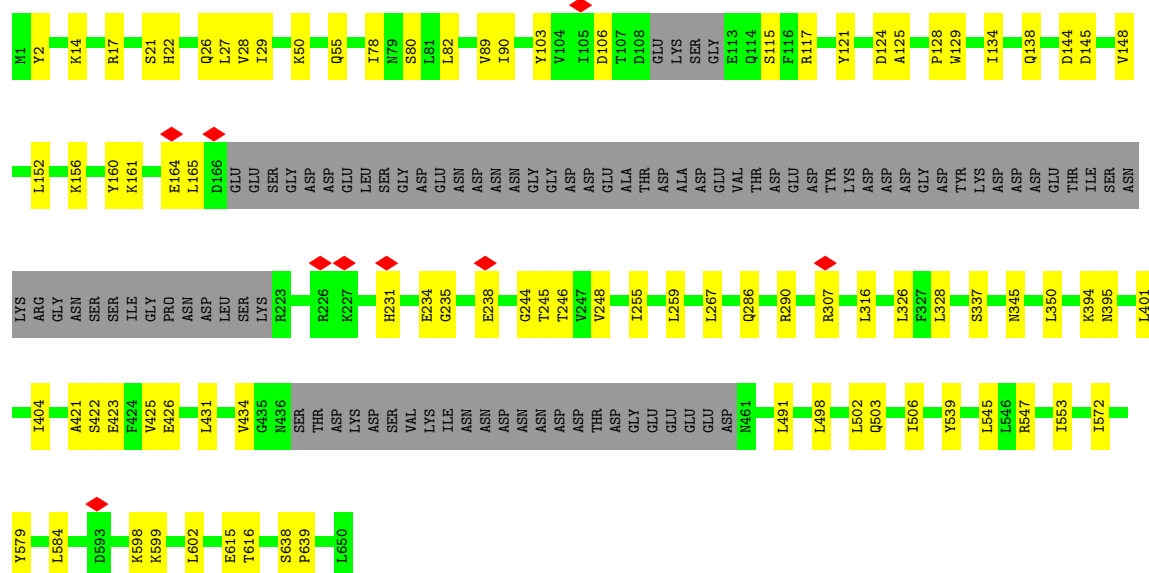 M1 Y2 K14 R17 S21 H22 Q26 L27 V28 I29 K50 Q55 I78 N79 S80 L81 L82 V89 I90 Y103 V104 I105 D106 T107 D108 GLU LYS SER GLY E113 Q114 S115 F116 R117 Y121 D124 A125 P128 W129 I134 Q138 D144 D145 V148
L152 K156 Y160 K161 E164 L165 D166 GLU GLU SER GLY ASP ASP GLU LEU SER GLY ASP GLU ASN ASP ASN ASN GLY GLY ASP ASP GLU ALA THR ASP ALA ASP GLU VAL THR ASP GLU ASP TYR LYS ASP ASP ASP GLY ASP TYR LYS ASP ASP ASP GLU THR ILE SER ASN
LYS ARG GLY ASN SER SER ILE GLY PRO ASN ASP LEU SER LYS R223 R226 K227 H231 E234 G235 E238 G244 T245 T246 V247 V248 I255 L259 L267 Q286 R290 R307 L316 L326 F327 L328 S337 N345 L350 K394 N395 L401
I404 A421 S422 E423 F424 V425 E426 L431 V434 G435 N436 SER THR ASP LYS ASP SER VAL LYS ILE ASN ASN ASP ASN ASN ASP ASP THR ASP GLY GLU GLU GLU GLU ASP N461 L491 L498 L502 Q503 I506 Y539 L545 L546 R547 I553 I572
Y579 L584 D593 K598 K599 L602 E615 T616 S638 P639 L650